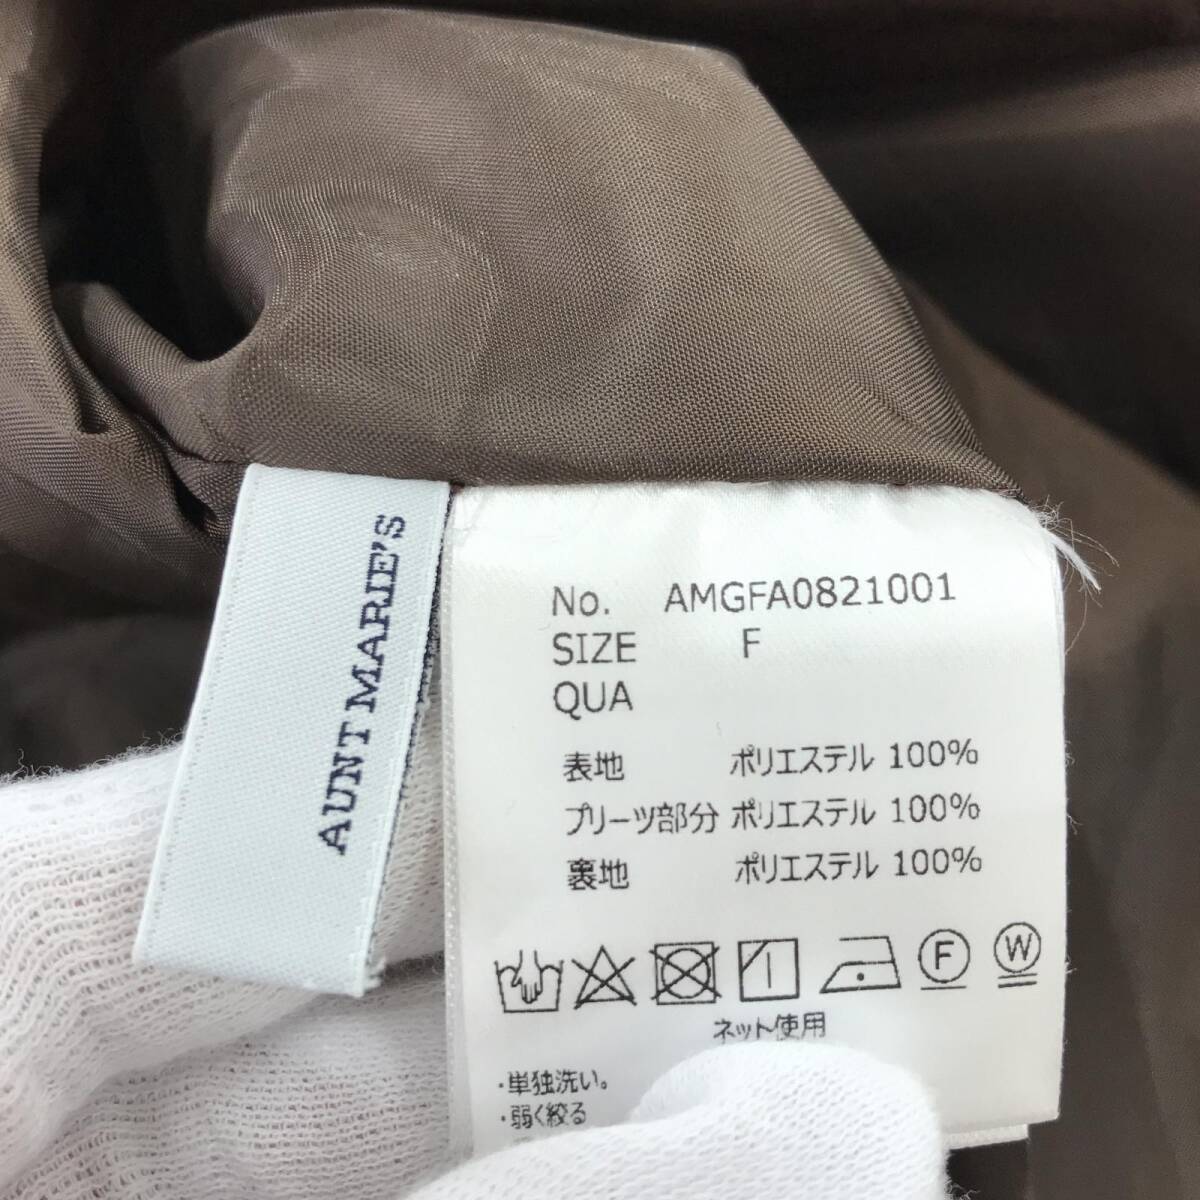 AUNT MARIE'S
No. AMGFA0821001
SIZE F
QUA
表地 ポリエステル 100%
プリーツ部分 ポリエステル 100%
裏地 ポリエステル 100%
F W
ネット使用
・単独洗い。
・弱く絞る